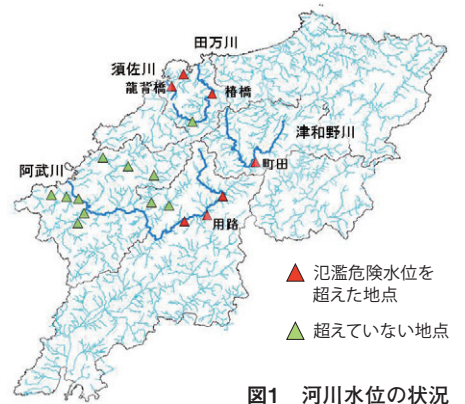 田万川
須佐川
龍背橋
椿橋
津和野川
町田
阿武川
用路
氾濫危険水位を
超えた地点
超えていない地点
図1 河川水位の状況